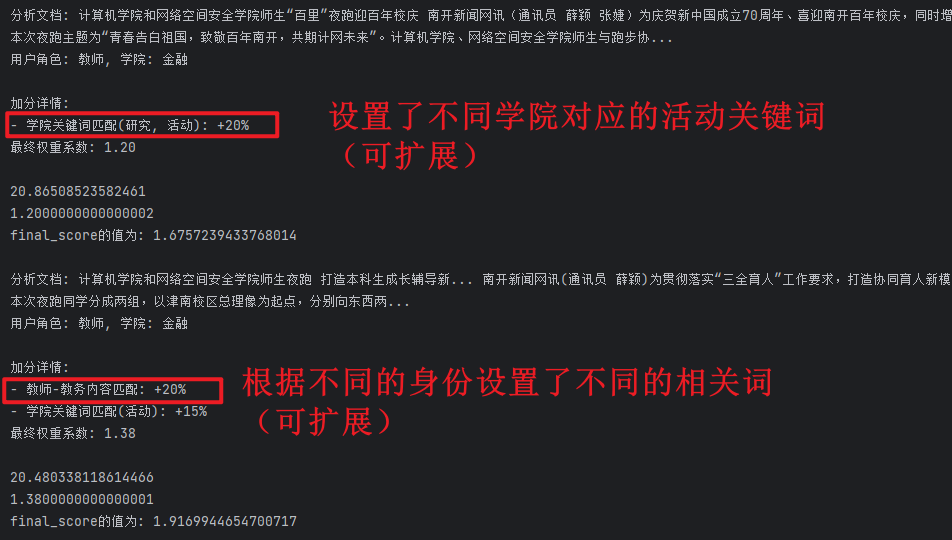 分析文档: 计算机学院和网络空间安全学院师生“百里”夜跑迎百年校庆 南开新闻网讯（通讯员 薛颖 张婕）为庆贺新中国成立70周年、喜迎南开百年校庆，同时增
本次夜跑主题为“青春告白祖国，致敬百年南开，共期计网未来”。计算机学院、网络空间安全学院师生与跑步协...
用户角色: 教师, 学院: 金融
加分详情:
- 学院关键词匹配(研究, 活动): +20%
设置了不同学院对应的活动关键词
（可扩展）
最终权重系数: 1.20
20.86508523582461
1.2000000000000002
final_score的值为: 1.6757239433768014
分析文档: 计算机学院和网络空间安全学院师生夜跑 打造本科生成长辅导新... 南开新闻网讯(通讯员 薛颖)为贯彻落实“三全育人”工作要求，打造协同育人新模
本次夜跑同学分成两组，以津南校区总理像为起点，分别向东西两...
用户角色: 教师, 学院: 金融
加分详情:
- 教师-教务内容匹配: +20%
根据不同的身份设置了不同的相关词
（可扩展）
- 学院关键词匹配(活动): +15%
最终权重系数: 1.38
20.480338118614466
1.3800000000000001
final_score的值为: 1.9169944654700717